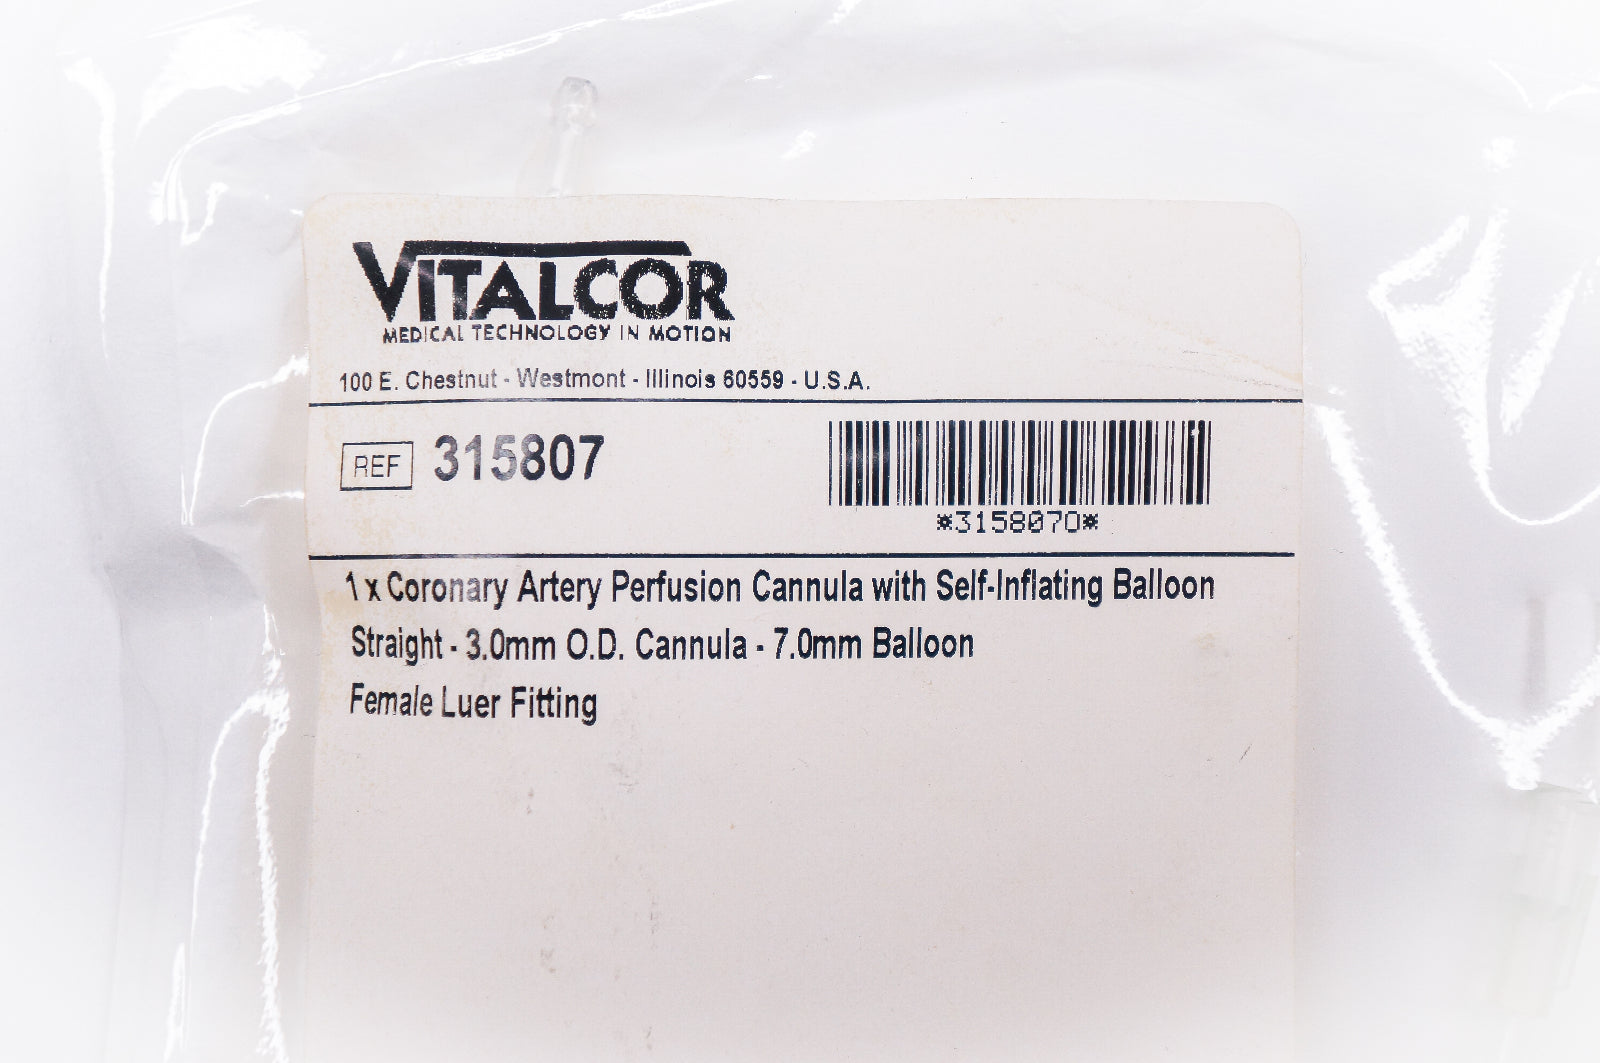 VITALCOR
MEDICAL TECHNOLOGY IN MOTION
100 E. Chestnut - Westmont - Illinois 60559 - U.S.A.
REF 315807
*3158070*
1 x Coronary Artery Perfusion Cannula with Self-Inflating Balloon
Straight - 3.0mm O.D. Cannula - 7.0mm Balloon
Female Luer Fitting